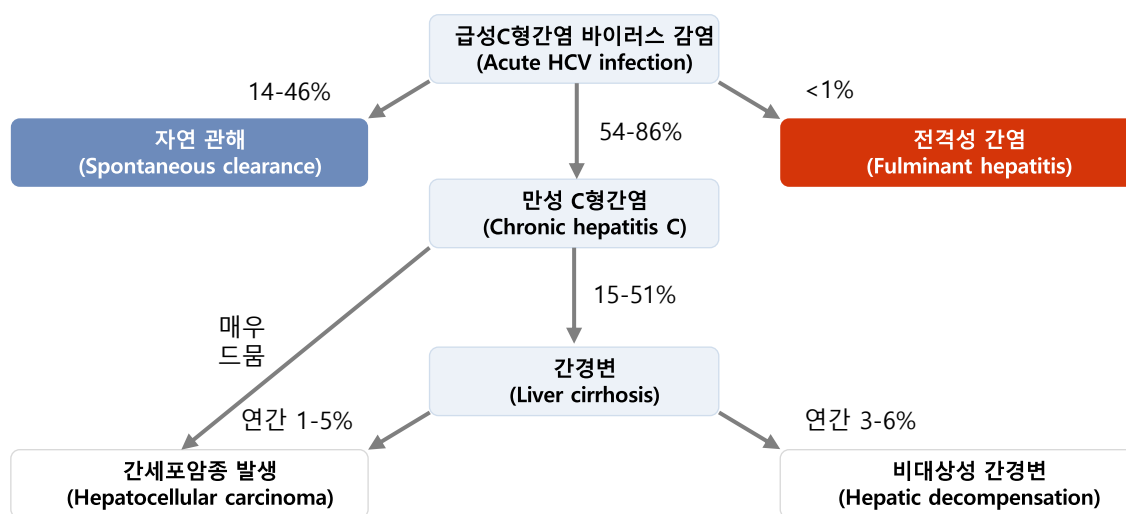 급성C형간염 바이러스 감염
(Acute HCV infection)
14-46%
<1%
자연 관해
(Spontaneous clearance)
54-86%
전격성 간염
(Fulminant hepatitis)
만성 C형간염
(Chronic hepatitis C)
15-51%
매우
드뭄
간경변
(Liver cirrhosis)
연간 1-5%
연간 3-6%
간세포암종 발생
(Hepatocellular carcinoma)
비대상성 간경변
(Hepatic decompensation)